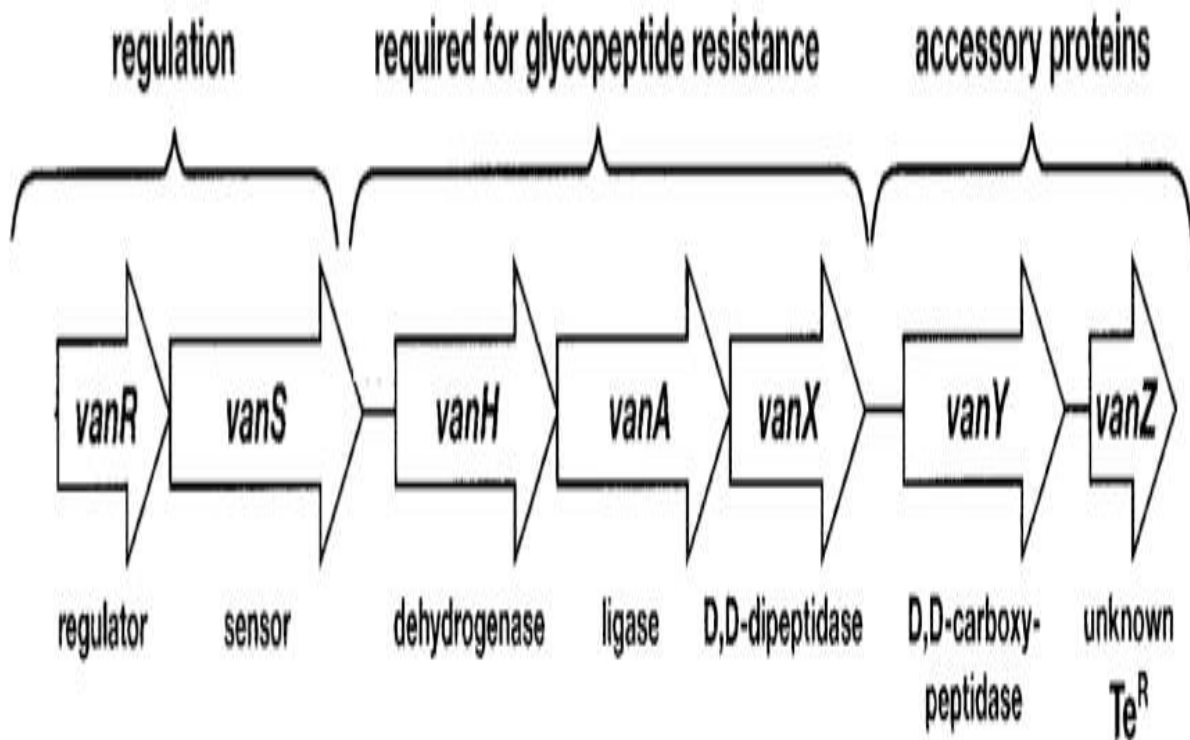 regulation required for glycopeptide resistance accessory proteins
vanR vanS vanH vanA vanX vanY vanZ
regulator sensor dehydrogenase ligase D,D-dipeptidase D,D-carboxy- unknown
peptidase Te^R